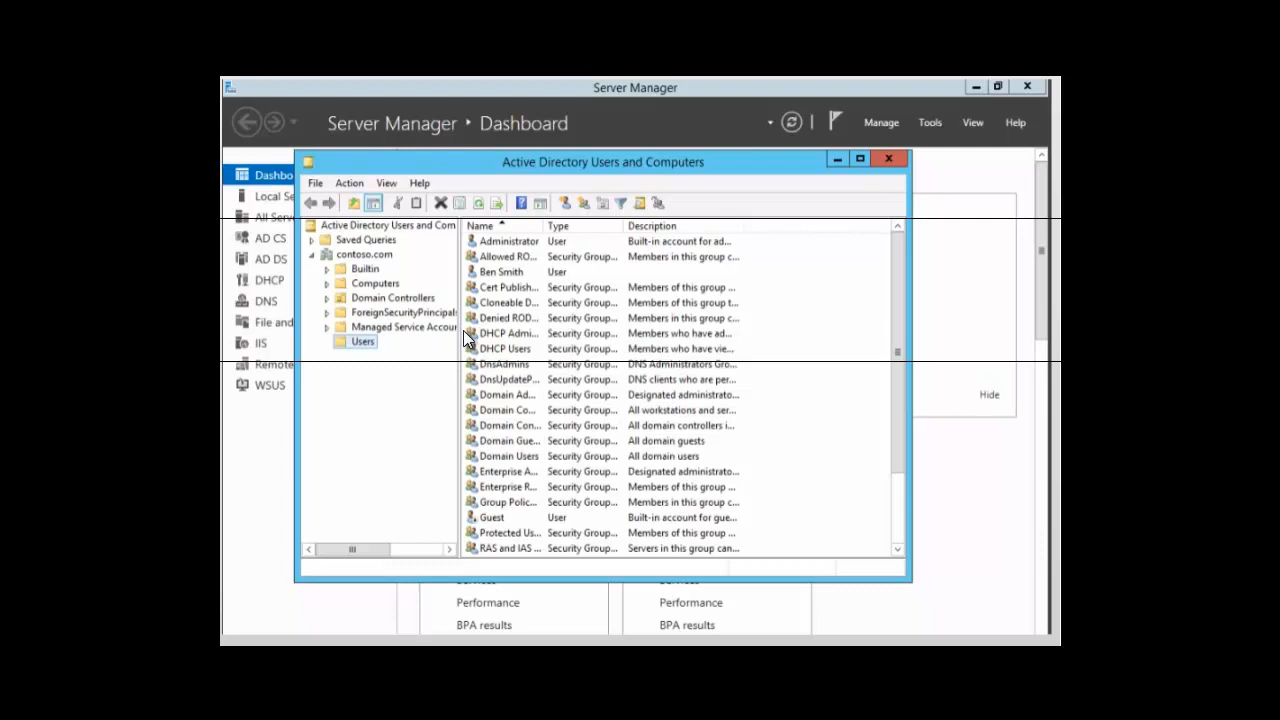 Server Manager
Server Manager • Dashboard
Manage Tools View Help
Dashbo
Local Se
All Serve
AD CS
AD DS
DHCP
DNS
File and
IIS
Remote
WSUS
Active Directory Users and Computers
File Action View Help
Active Directory Users and Com
Saved Queries
contoso.com
Builtin
Computers
Domain Controllers
ForeignSecurityPrincipals
Managed Service Accoun
Users
Name Type Description
Administrator User Built-in account for ad...
Allowed RO... Security Group... Members in this group c...
Ben Smith User
Cert Publish... Security Group... Members of this group ...
Cloneable D... Security Group... Members of this group t...
Denied ROD... Security Group... Members in this group c...
DHCP Admi... Security Group... Members who have ad...
DHCP Users Security Group... Members who have vie...
DnsAdmins Security Group... DNS Administrators Gro...
DnsUpdateP... Security Group... DNS clients who are per...
Domain Ad... Security Group... Designated administrato...
Domain Co... Security Group... All workstations and ser...
Domain Con... Security Group... All domain controllers i...
Domain Gue... Security Group... All domain guests
Domain Users Security Group... All domain users
Enterprise A... Security Group... Designated administrato...
Enterprise R... Security Group... Members of this group ...
Group Polic... Security Group... Members in this group c...
Guest User Built-in account for gue...
Protected Us... Security Group... Members of this group ...
RAS and IAS ... Security Group... Servers in this group can...
Hide
Performance
BPA results
Performance
BPA results